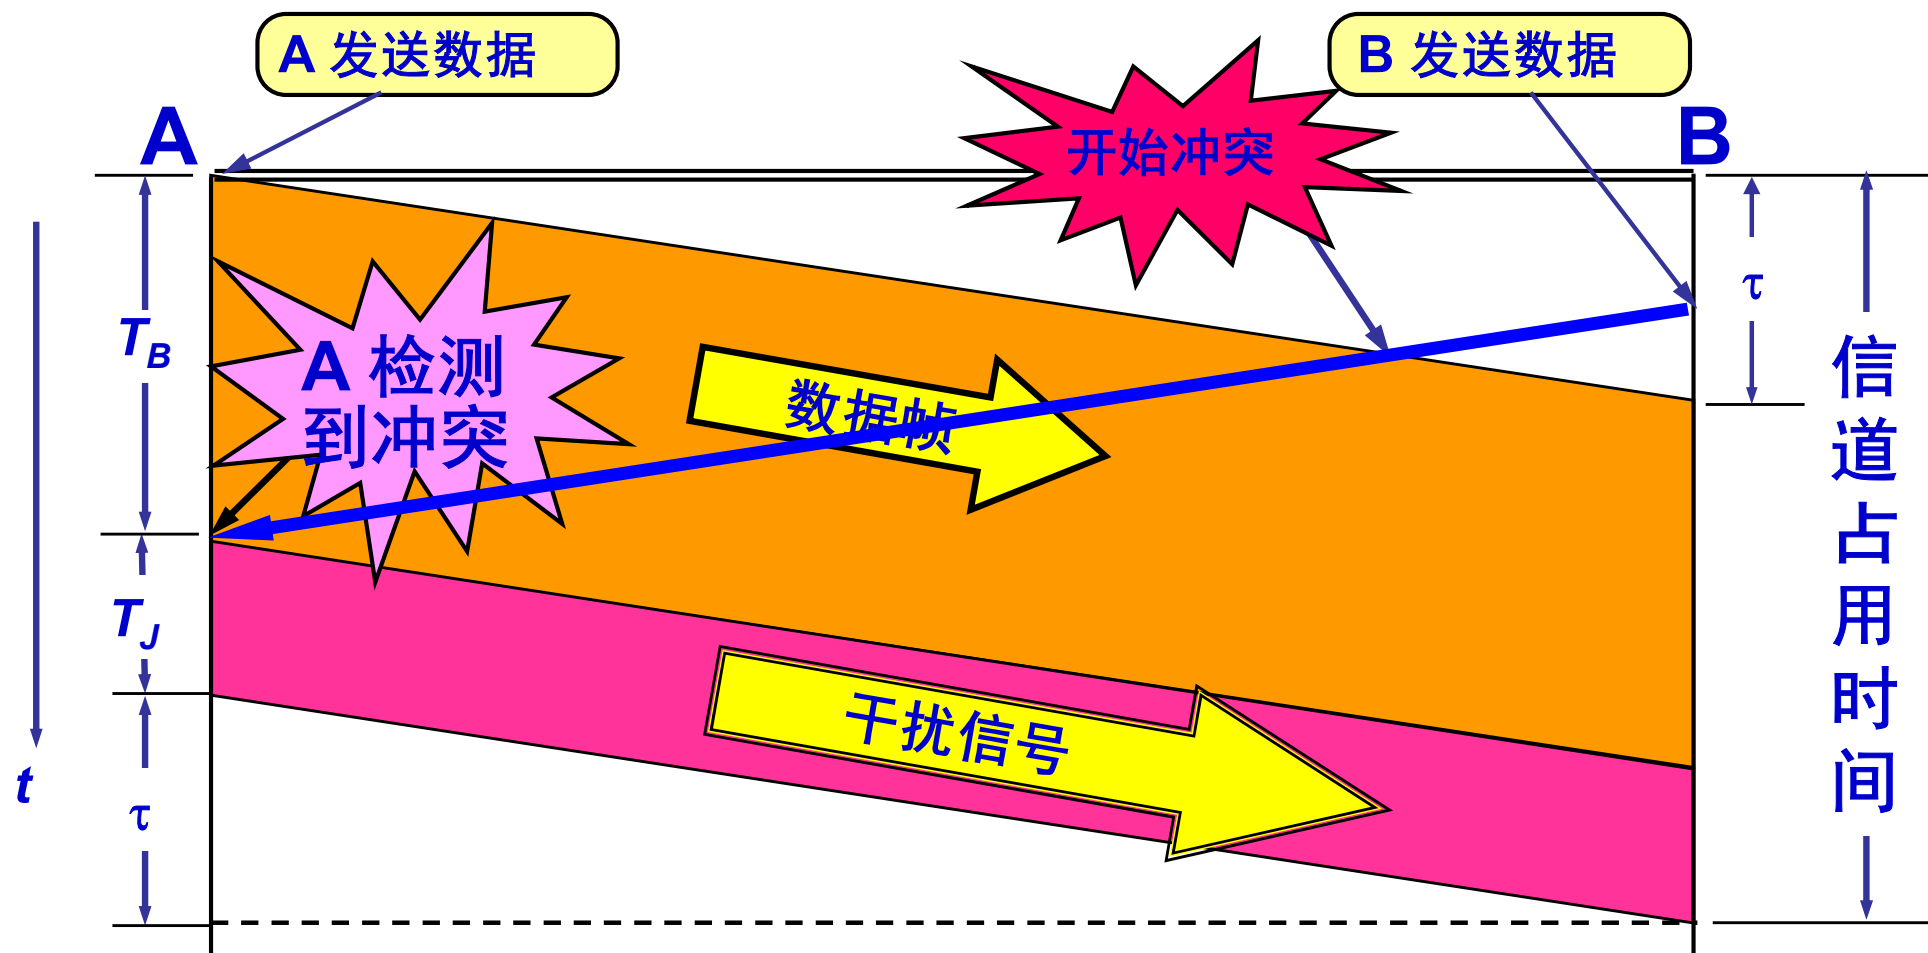 A 发送数据
B 发送数据
A
B
开始冲突
τ
T_B
A 检测
到冲突
数据帧
信道占用时间
T_J
干扰信号
t
τ